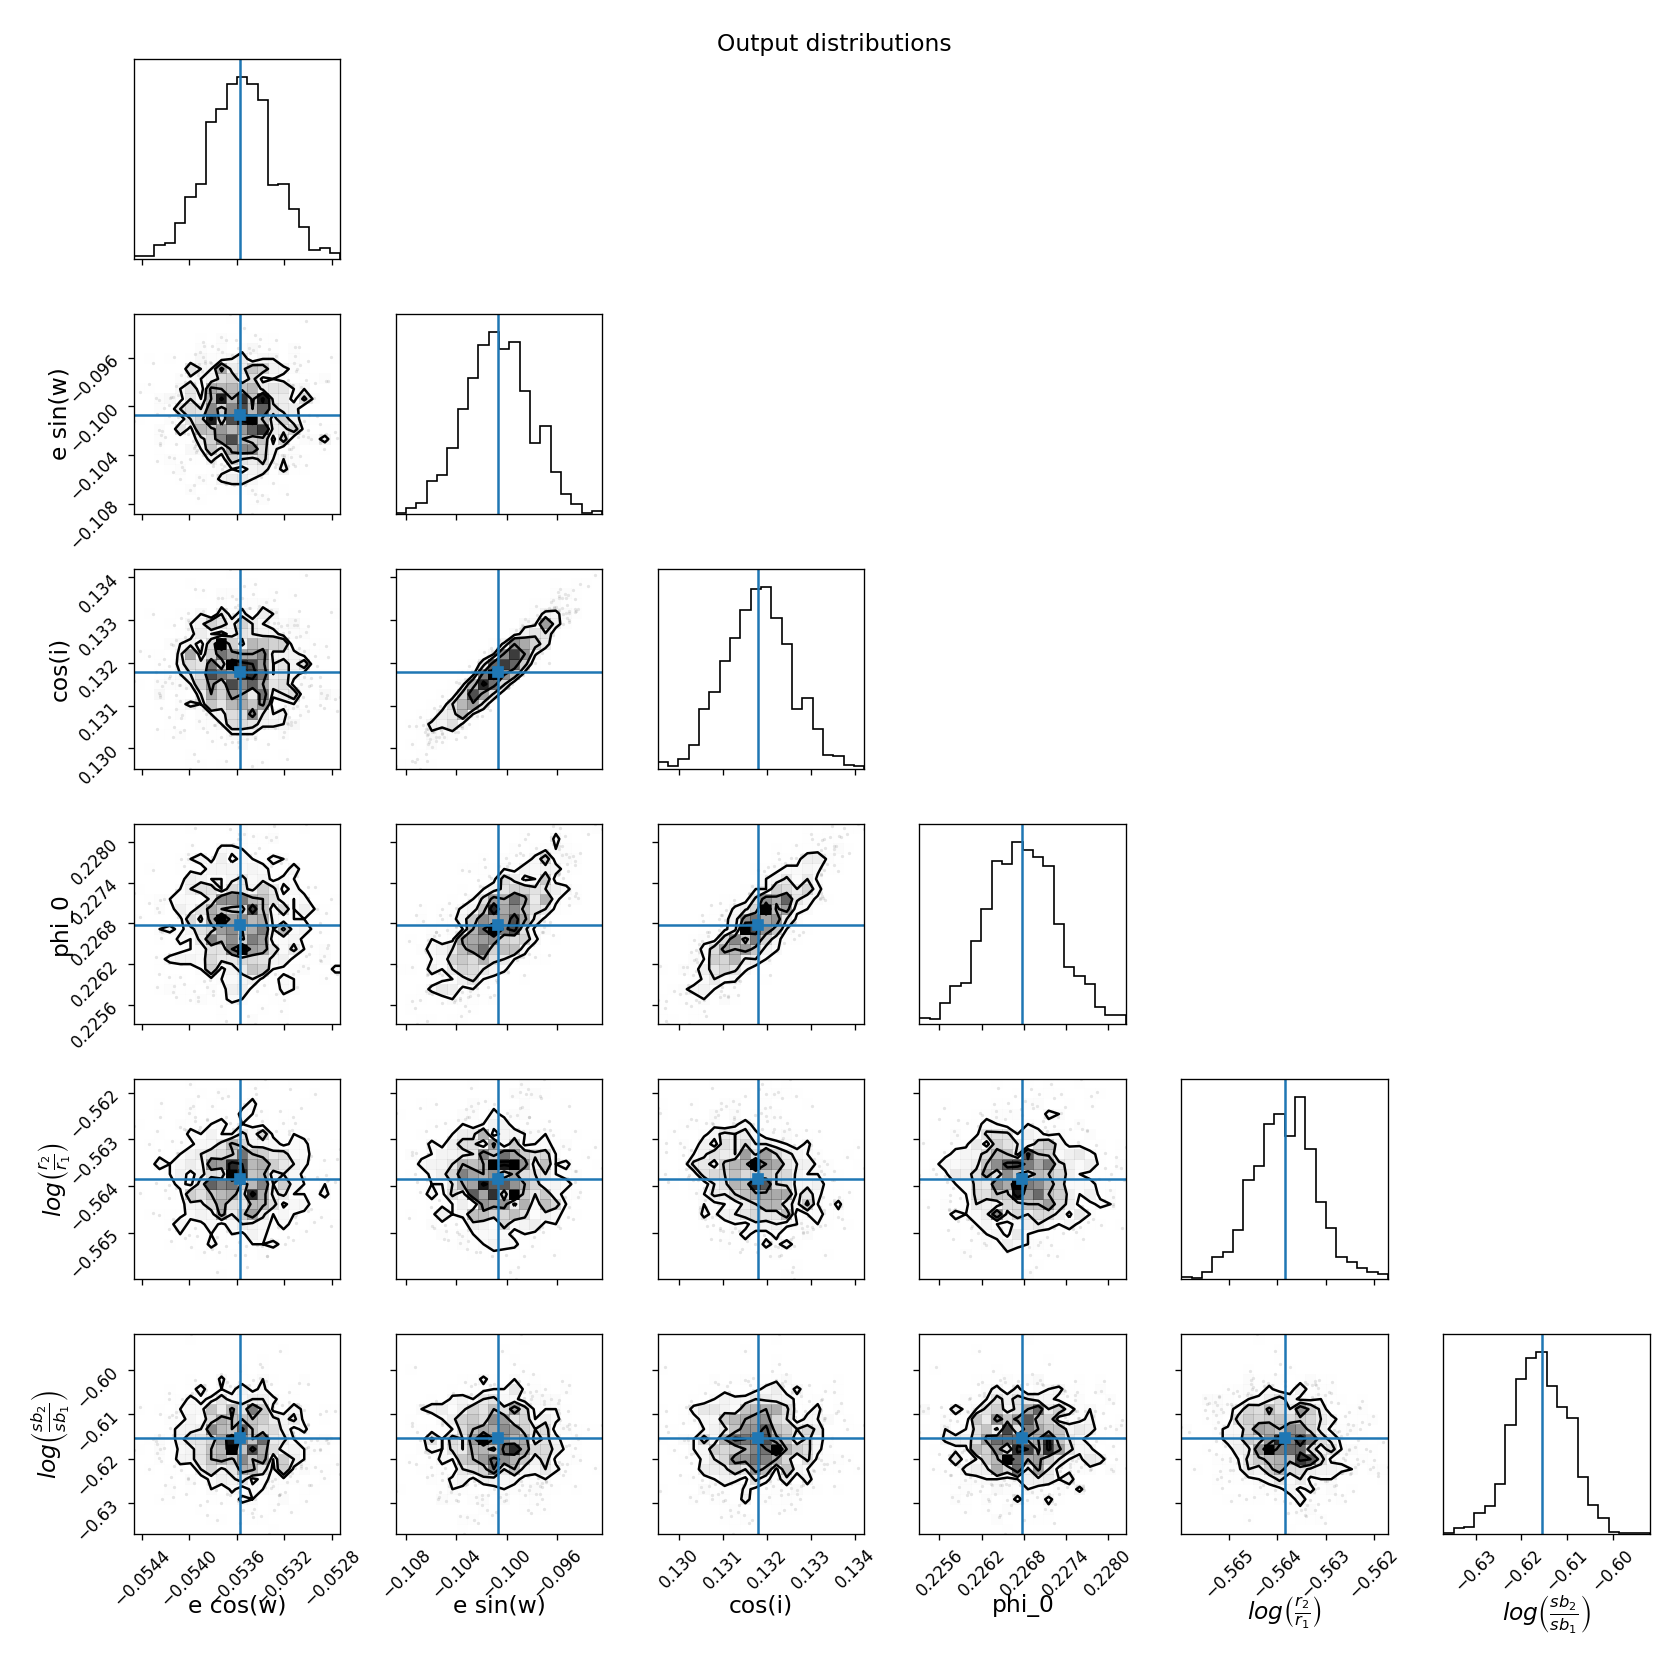 Output distributions
e sin(w)
−0.096
−0.100
−0.104
−0.108
cos(i)
0.134
0.133
0.132
0.131
0.130
phi_0
0.2280
0.2274
0.2268
0.2262
0.2256
log(r₂/r₁)
−0.562
−0.563
−0.564
−0.565
log(sb₂/sb₁)
−0.60
−0.61
−0.62
−0.63
−0.0544 −0.0540 −0.0536 −0.0532 −0.0528
e cos(w)
−0.108 −0.104 −0.100 −0.096
e sin(w)
0.130 0.131 0.132 0.133 0.134
cos(i)
0.2256 0.2262 0.2268 0.2274 0.2280
phi_0
−0.565 −0.564 −0.563 −0.562
log(r₂/r₁)
−0.63 −0.62 −0.61 −0.60
log(sb₂/sb₁)